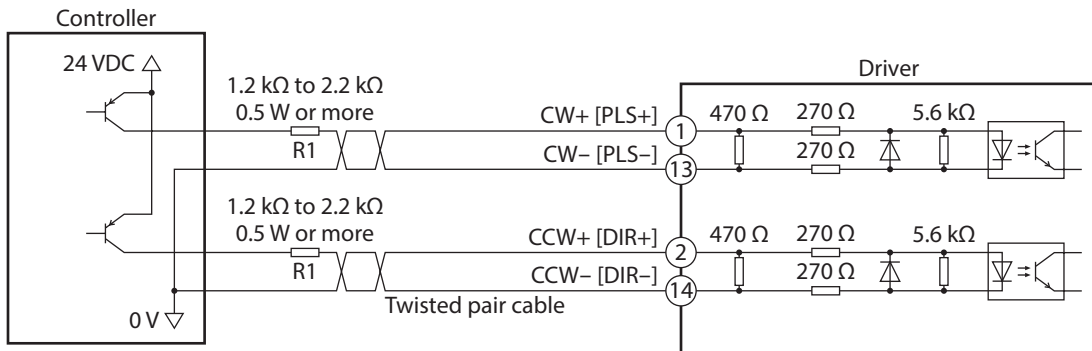 Controller
24 VDC
1.2 kΩ to 2.2 kΩ
0.5 W or more
R1
CW+ [PLS+]
CW− [PLS−]
1
13
Driver
470 Ω
270 Ω
5.6 kΩ
270 Ω
1.2 kΩ to 2.2 kΩ
0.5 W or more
R1
CCW+ [DIR+]
CCW− [DIR−]
2
14
470 Ω
270 Ω
5.6 kΩ
270 Ω
Twisted pair cable
0 V